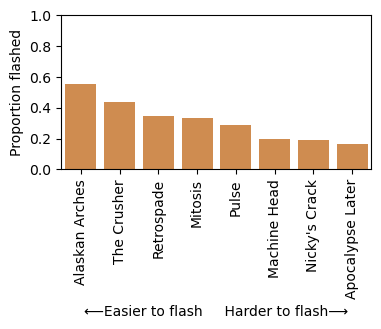 Proportion flashed
1.0
0.8
0.6
0.4
0.2
0.0
Alaskan Arches
The Crusher
Retrospade
Mitosis
Pulse
Machine Head
Nicky's Crack
Apocalypse Later
⟵Easier to flash Harder to flash⟶